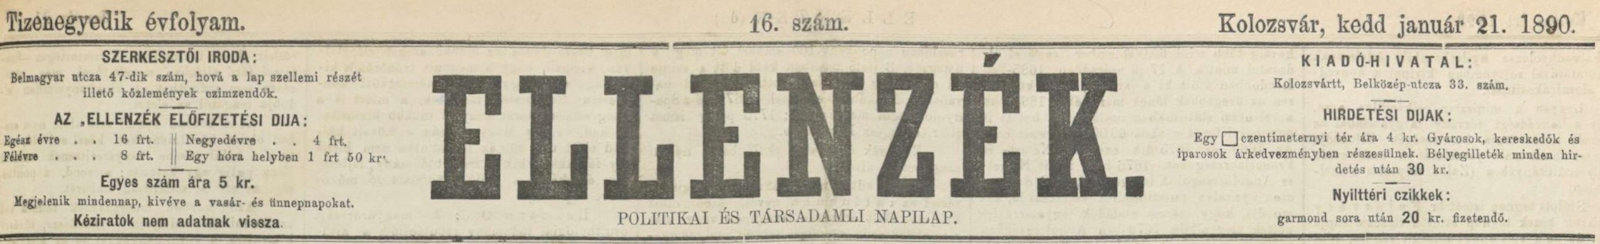 Tizenegyedik évfolyam.
16. szám.
Kolozsvár, kedd január 21. 1890.
SZERKESZTŐI IRODA:
Belmagyar utcza 47-dik szám, hová a lap szellemi részét
illető közlemények czimzendők.
AZ „ELLENZÉK ELŐFIZETÉSI DIJA:
Egész évre . . 16 frt. || Negyedévre . . 4 frt.
Félévre . . 8 frt. || Egy hóra helyben 1 frt 50 kr.
Egyes szám ára 5 kr.
Megjelenik mindennap, kivéve a vasár- és ünnepnapokat.
Kéziratok nem adatnak vissza.
ELLENZÉK.
POLITIKAI ÉS TÁRSADAMLI NAPILAP.
KIADÓ-HIVATAL:
Kolozsvártt, Belközép-utcza 33. szám.
HIRDETÉSI DIJAK:
Egy □ czentimeternyi tér ára 4 kr. Gyárosok, kereskedők és
iparosok árkedvezményben részesülnek. Bélyegilleték minden hir-
detés után 30 kr.
Nyilttéri czikkek:
garmond sora után 20 kr. fizetendő.